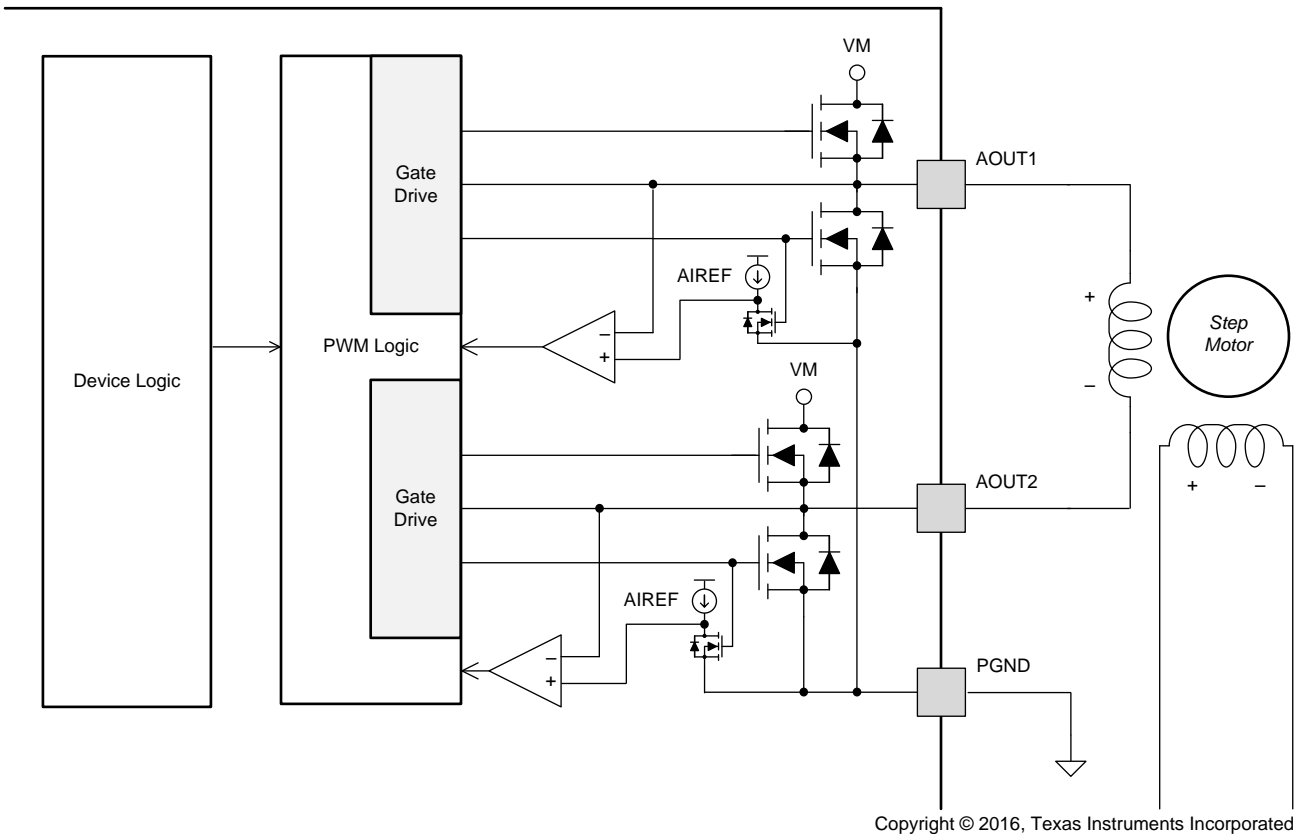 VM
AOUT1
Gate
Drive
AIREF
+
Step
Motor
−
+
PWM Logic
Device Logic
−
VM
+
−
AOUT2
Gate
Drive
AIREF
−
+
PGND
Copyright © 2016, Texas Instruments Incorporated